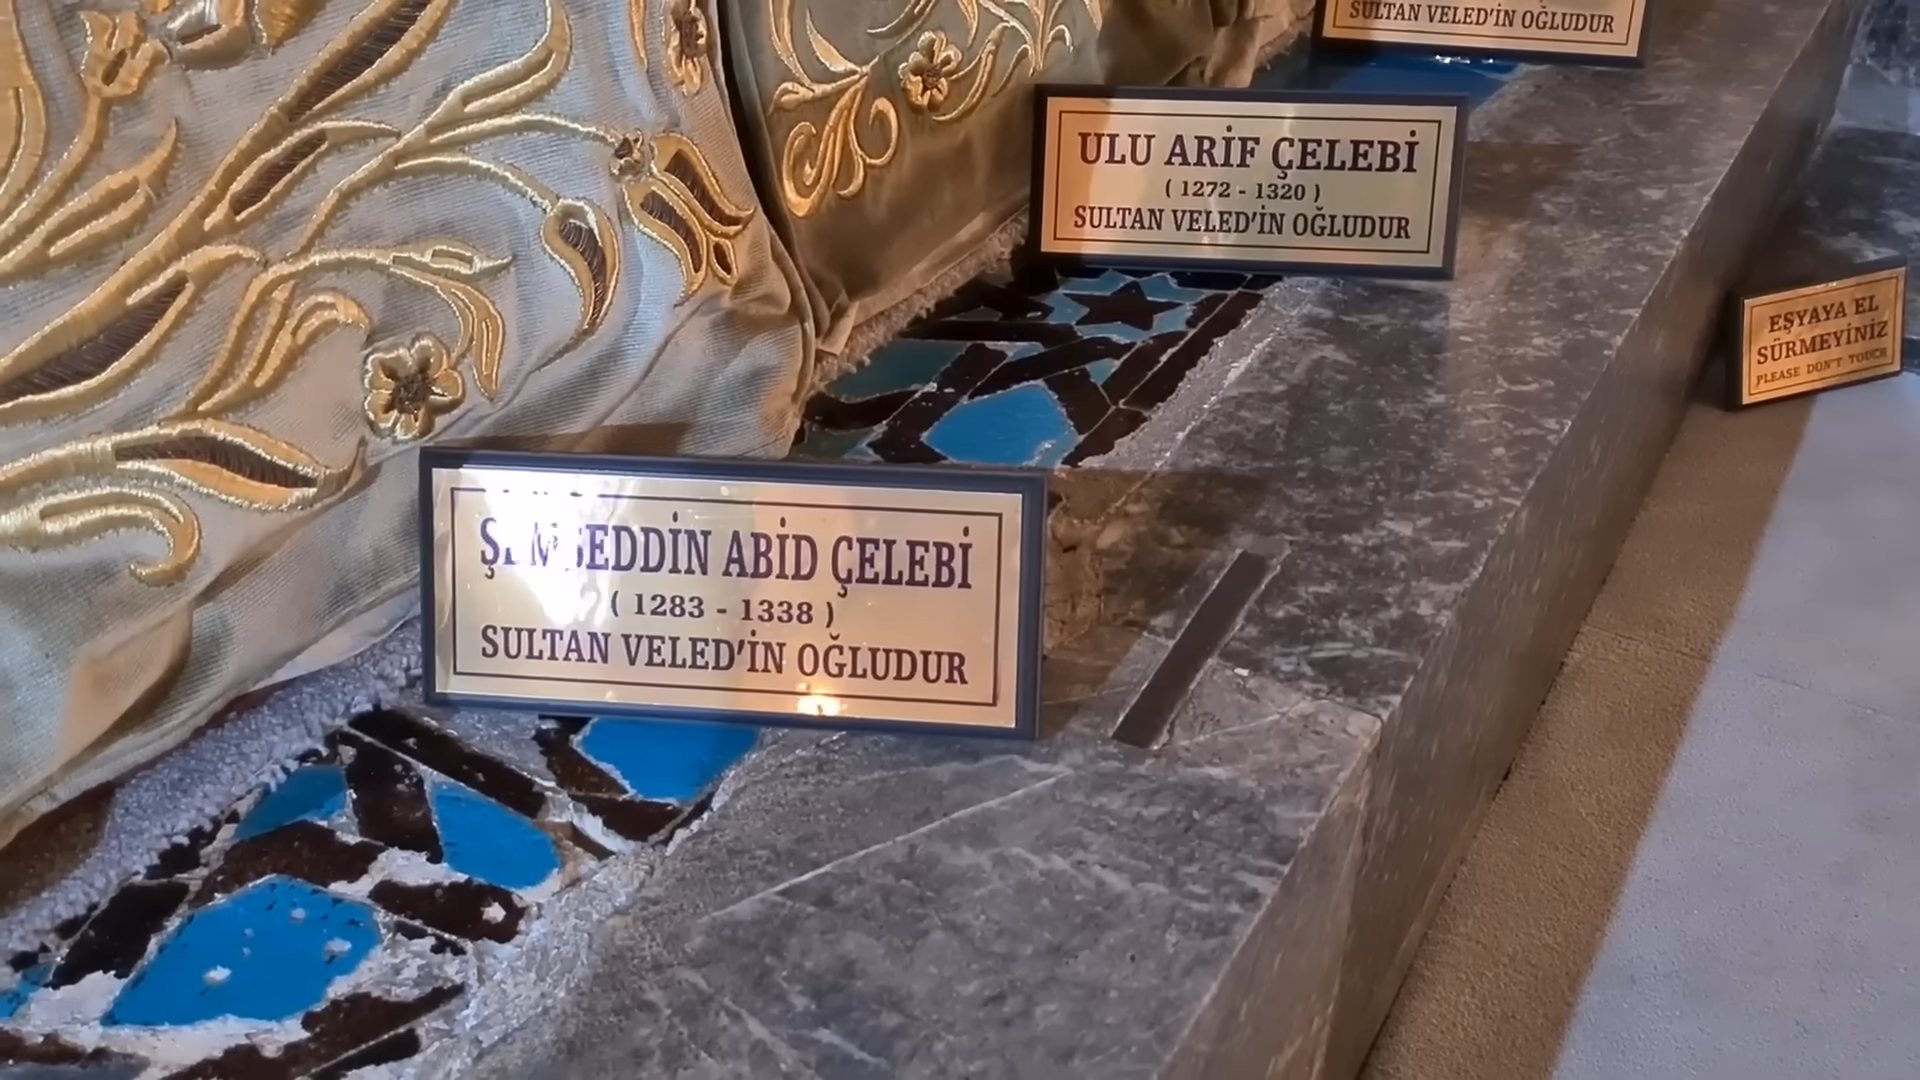 SULTAN VELED'İN OĞLUDUR
ULU ARİF ÇELEBİ
( 1272 - 1320 )
SULTAN VELED'İN OĞLUDUR
EŞYAYA EL
SÜRMEYİNİZ
PLEASE DON'T TOUCH
ŞEMSEDDİN ABİD ÇELEBİ
( 1283 - 1338 )
SULTAN VELED'İN OĞLUDUR